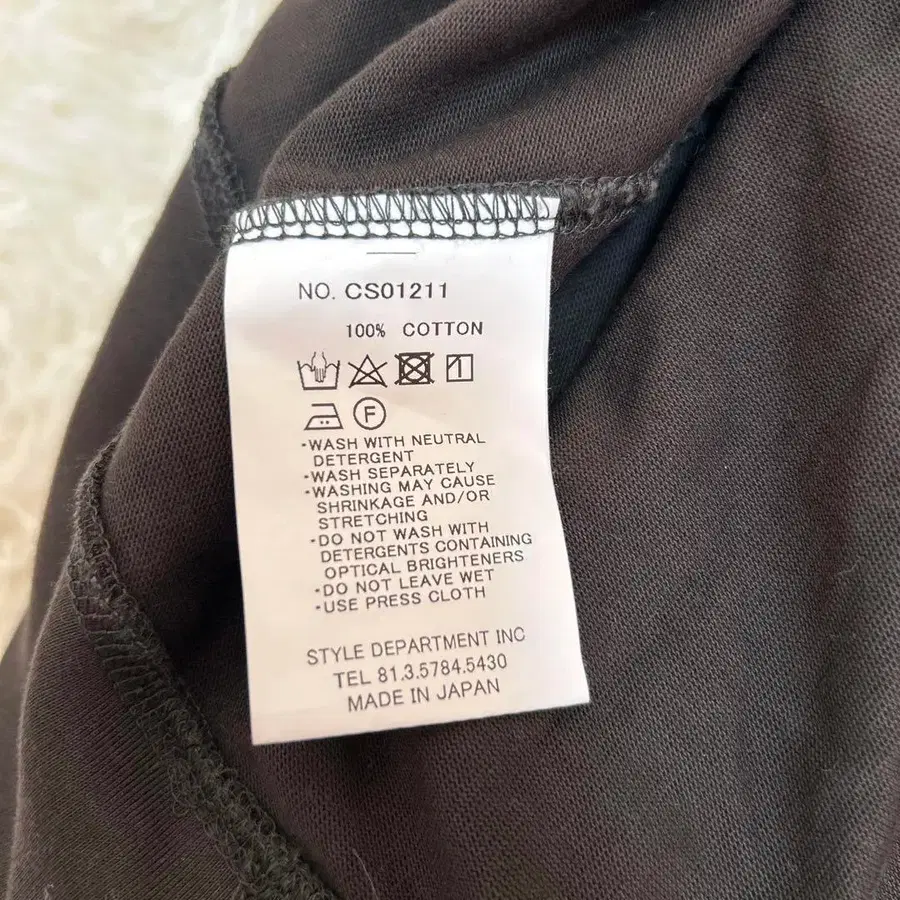 NO. CS01211
100% COTTON
F
·WASH WITH NEUTRAL
DETERGENT
·WASH SEPARATELY
·WASHING MAY CAUSE
SHRINKAGE AND/OR
STRETCHING
·DO NOT WASH WITH
DETERGENTS CONTAINING
OPTICAL BRIGHTENERS
·DO NOT LEAVE WET
·USE PRESS CLOTH
STYLE DEPARTMENT INC
TEL 81.3.5784.5430
MADE IN JAPAN